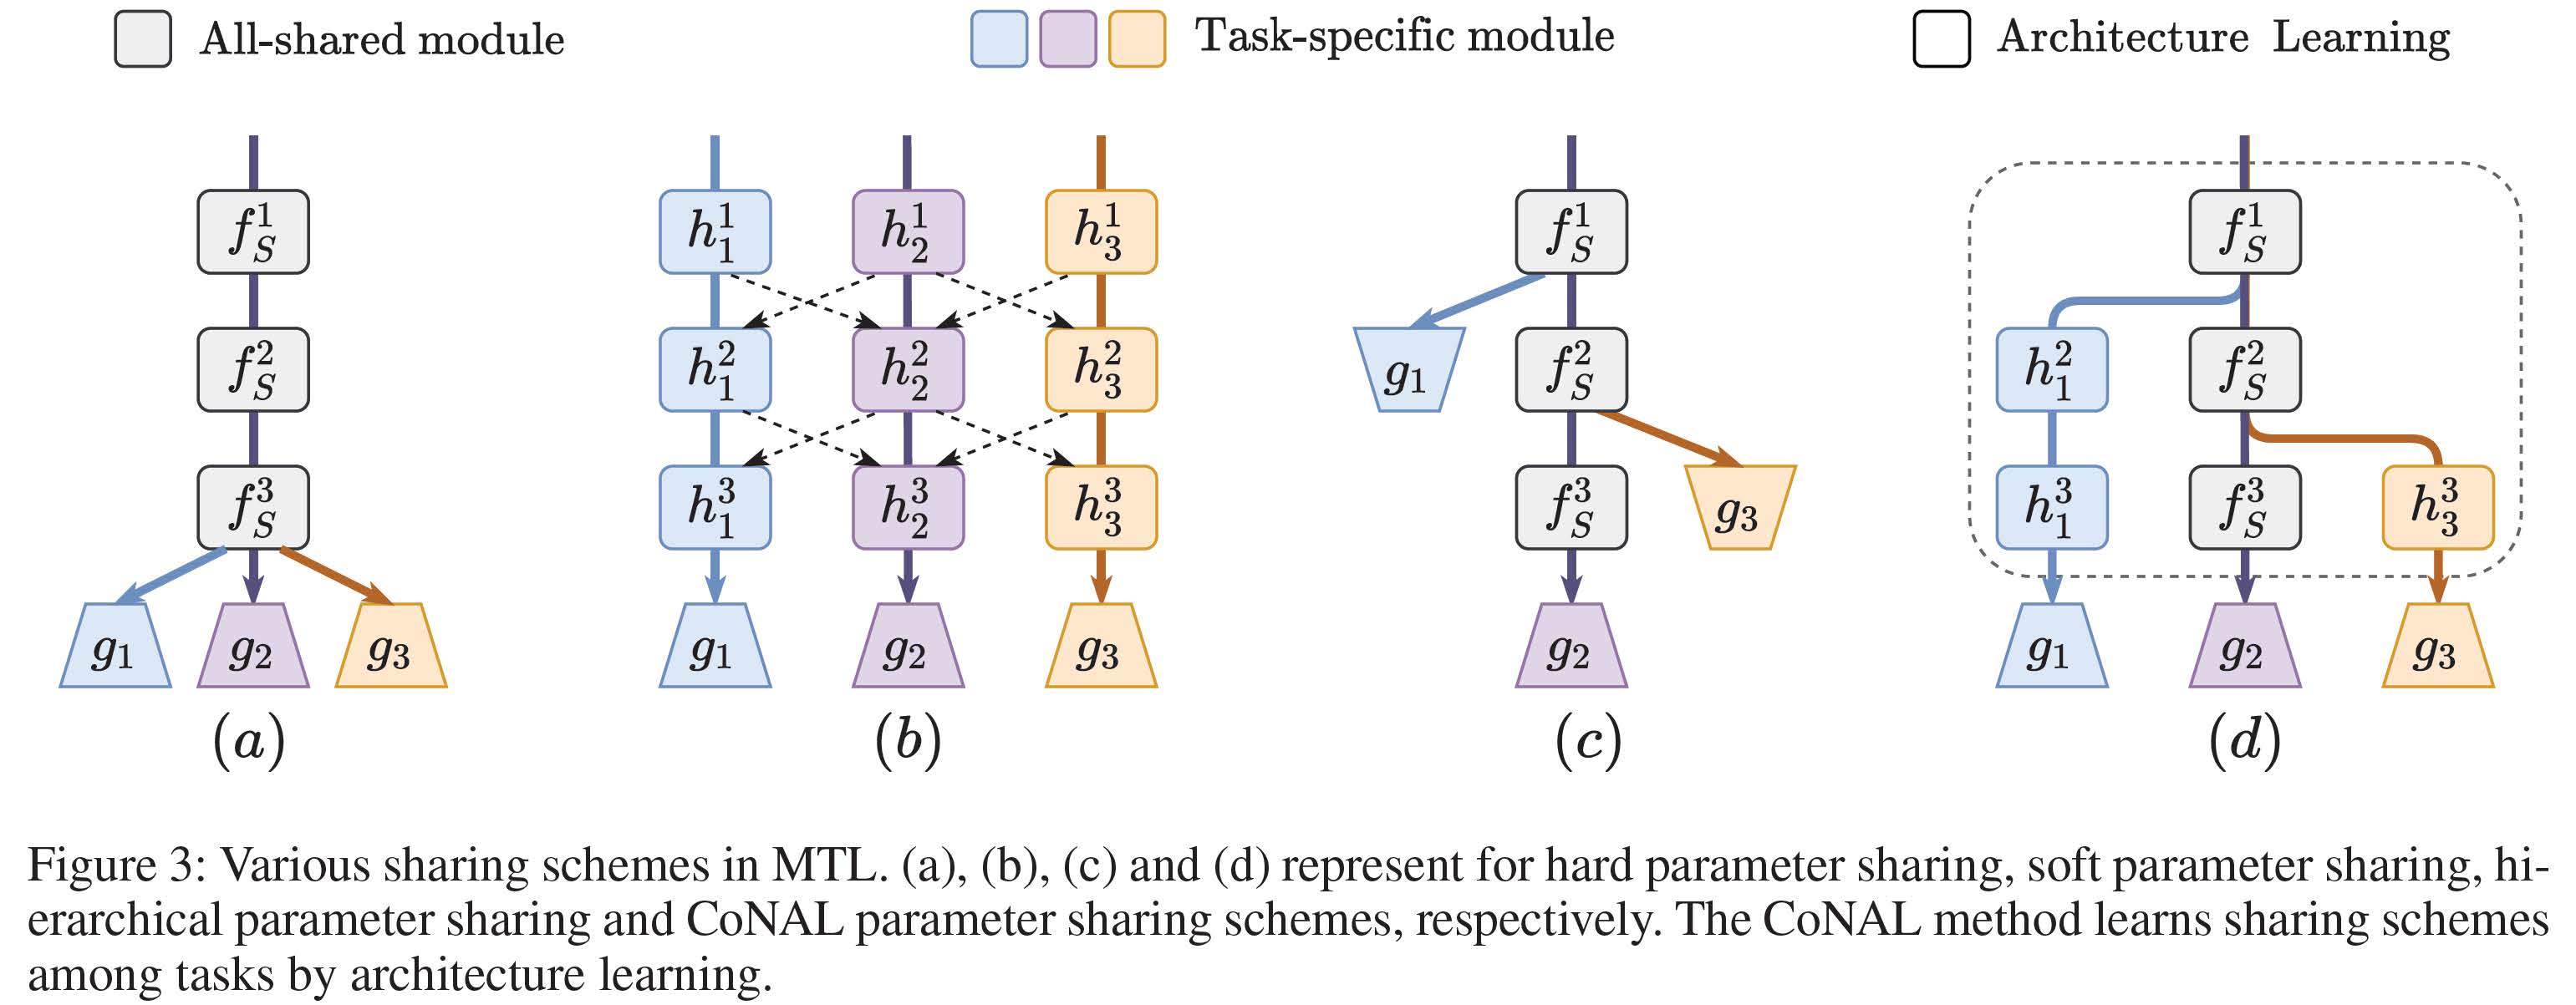 All-shared module
Task-specific module
Architecture Learning
f_S^1
f_S^2
f_S^3
g_1 g_2 g_3
(a)
h_1^1 h_2^1 h_3^1
h_1^2 h_2^2 h_3^2
h_1^3 h_2^3 h_3^3
g_1 g_2 g_3
(b)
f_S^1
g_1 f_S^2
f_S^3 g_3
g_2
(c)
f_S^1
h_1^2 f_S^2
h_1^3 f_S^3 h_3^3
g_1 g_2 g_3
(d)
Figure 3: Various sharing schemes in MTL. (a), (b), (c) and (d) represent for hard parameter sharing, soft parameter sharing, hi-
erarchical parameter sharing and CoNAL parameter sharing schemes, respectively. The CoNAL method learns sharing schemes
among tasks by architecture learning.